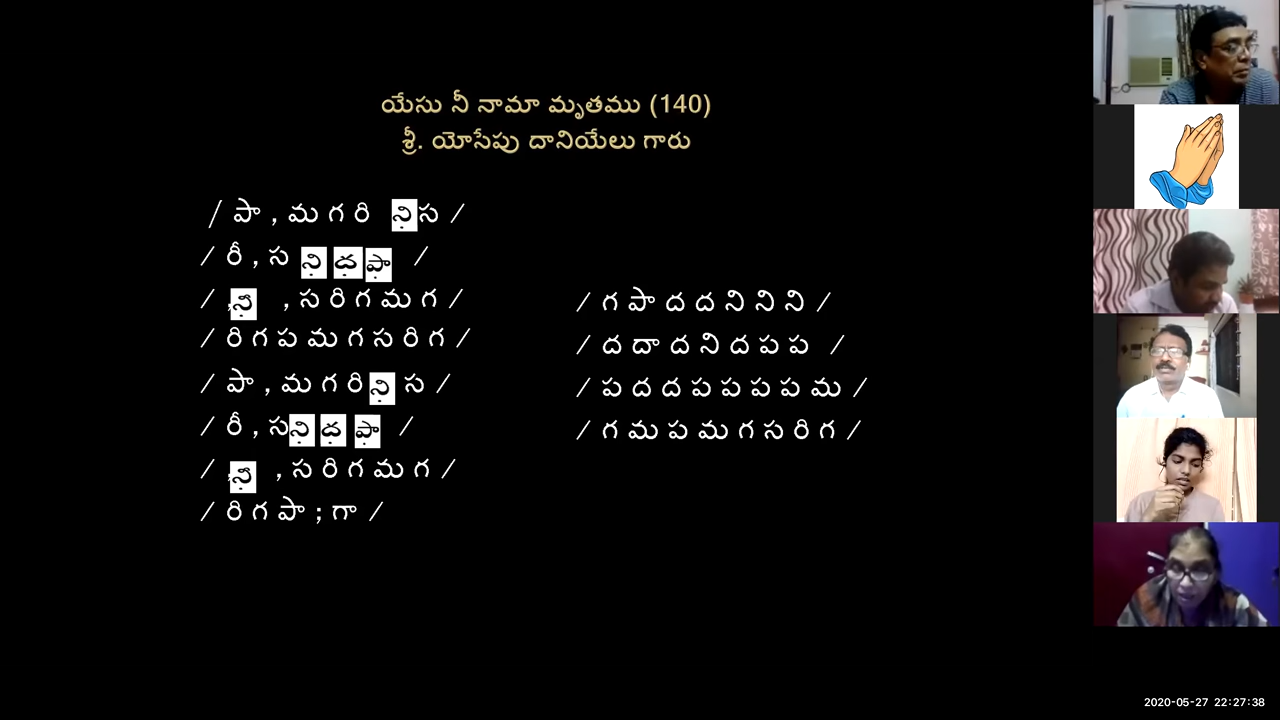 యేసు నీ నామా మృతము (140)
శ్రీ. యోసేపు దానియేలు గారు
/ పా , మ గ రి ని̣ స /
/ రీ , స ని̣ ద̣ పా̣ /
/ నీ̣ , స రి గ మ గ /
/ రి గ ప మ గ స రి గ /
/ పా , మ గ రి ని̣ స /
/ రీ , స ని̣ ద̣ పా̣ /
/ నీ̣ , స రి గ మ గ /
/ రి గ పా ; గా /
/ గ పా ద ద ని ని ని /
/ ద దా ద ని ద ప ప /
/ ప ద ద ప ప ప ప మ /
/ గ మ ప మ గ స రి గ /
2020-05-27 22:27:38